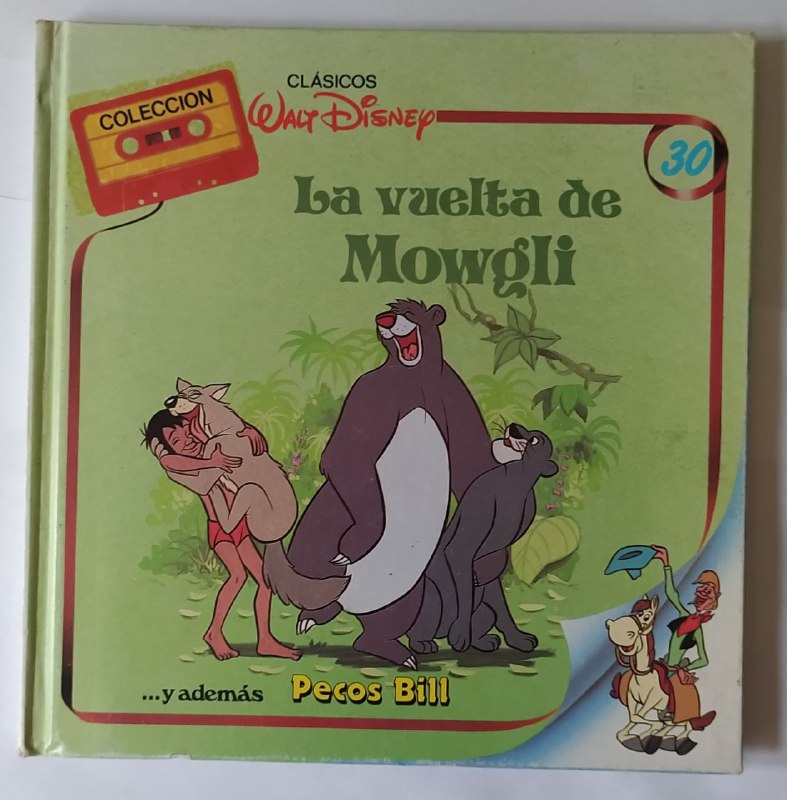 COLECCION
CLÁSICOS
WALT DISNEY
30
La vuelta de
Mowgli
...y además Pecos Bill